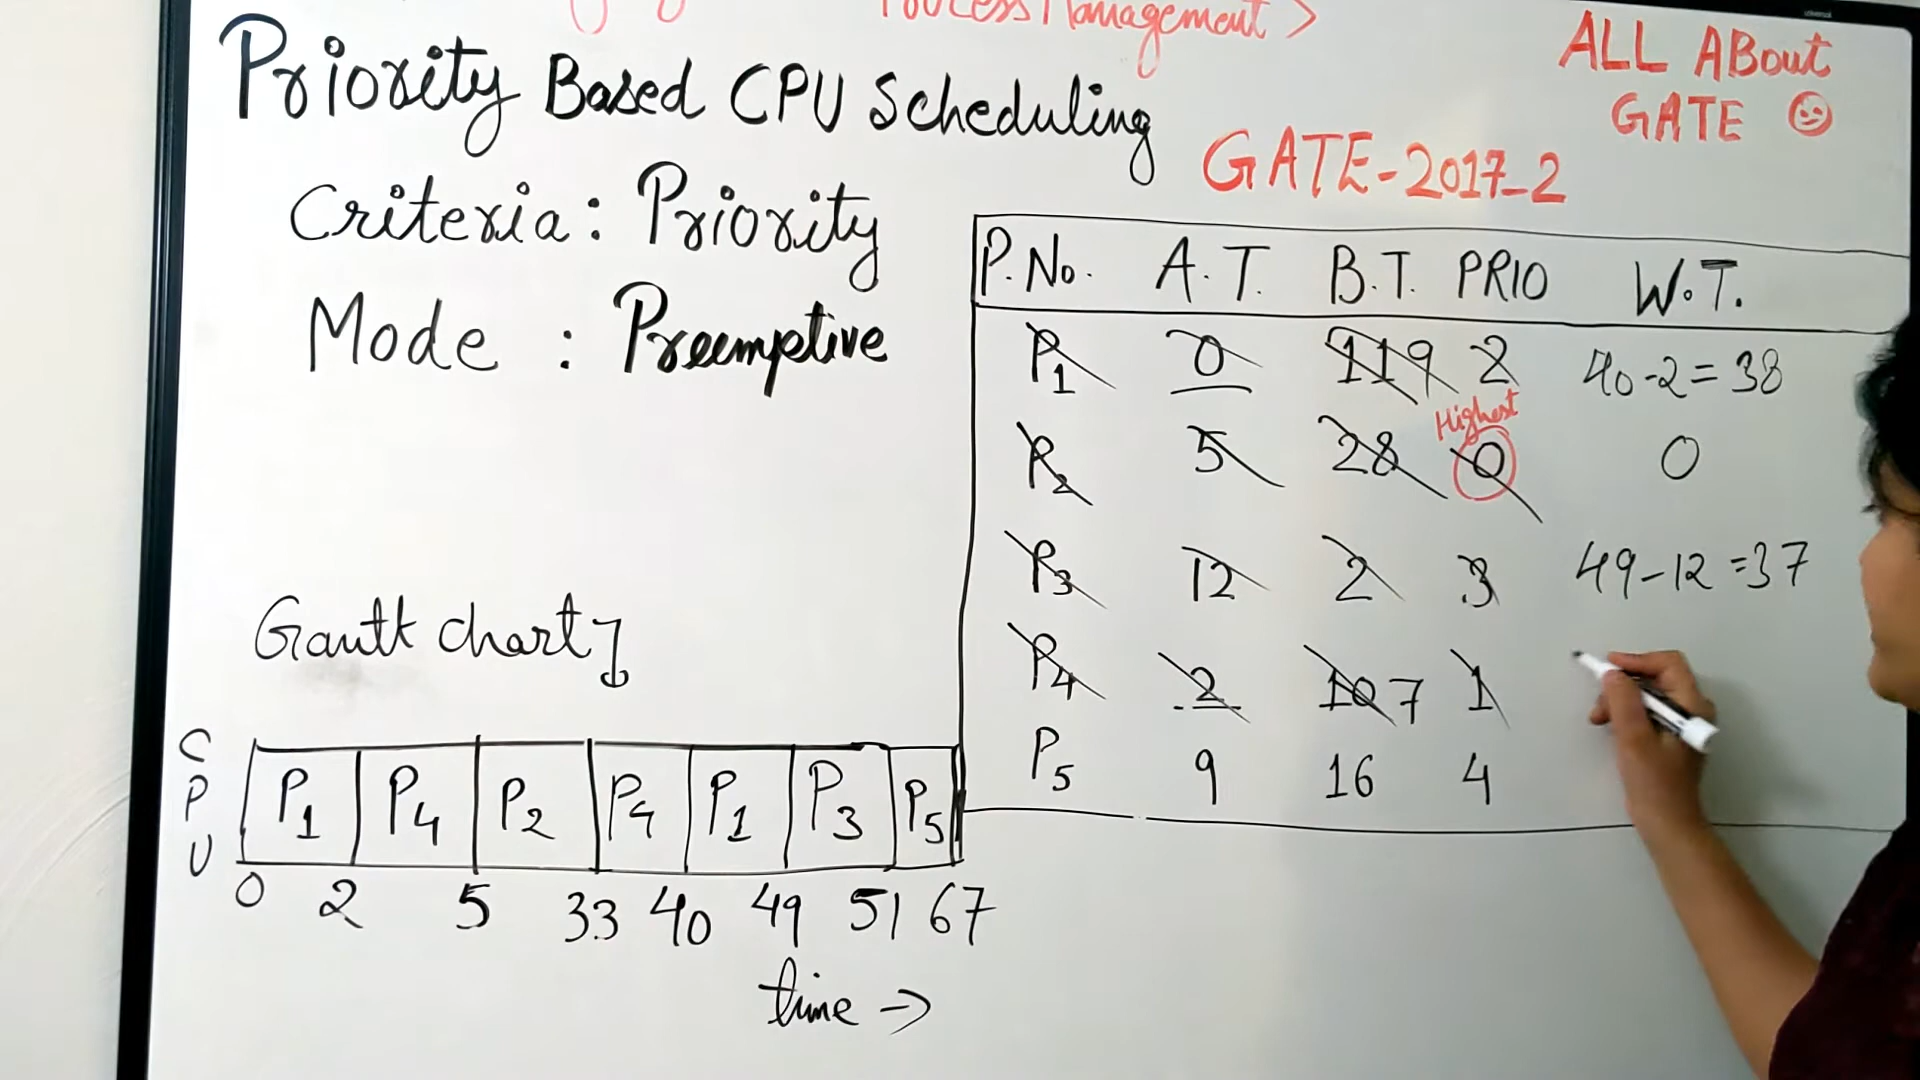 Process Management >
Priority Based CPU Scheduling
ALL ABout
GATE
GATE-2017_2
Criteria : Priority
Mode : Preemptive
P.No. A.T. B.T. PRIO W.T.
P1 0 119 2 40-2=38
Highest
P2 5 28 0 0
P3 12 2 3 49-12=37
P4 2 10 7 1
P5 9 16 4
Gantt chart
CPU
P1 P4 P2 P4 P1 P3 P5
0 2 5 33 40 49 51 67
time →